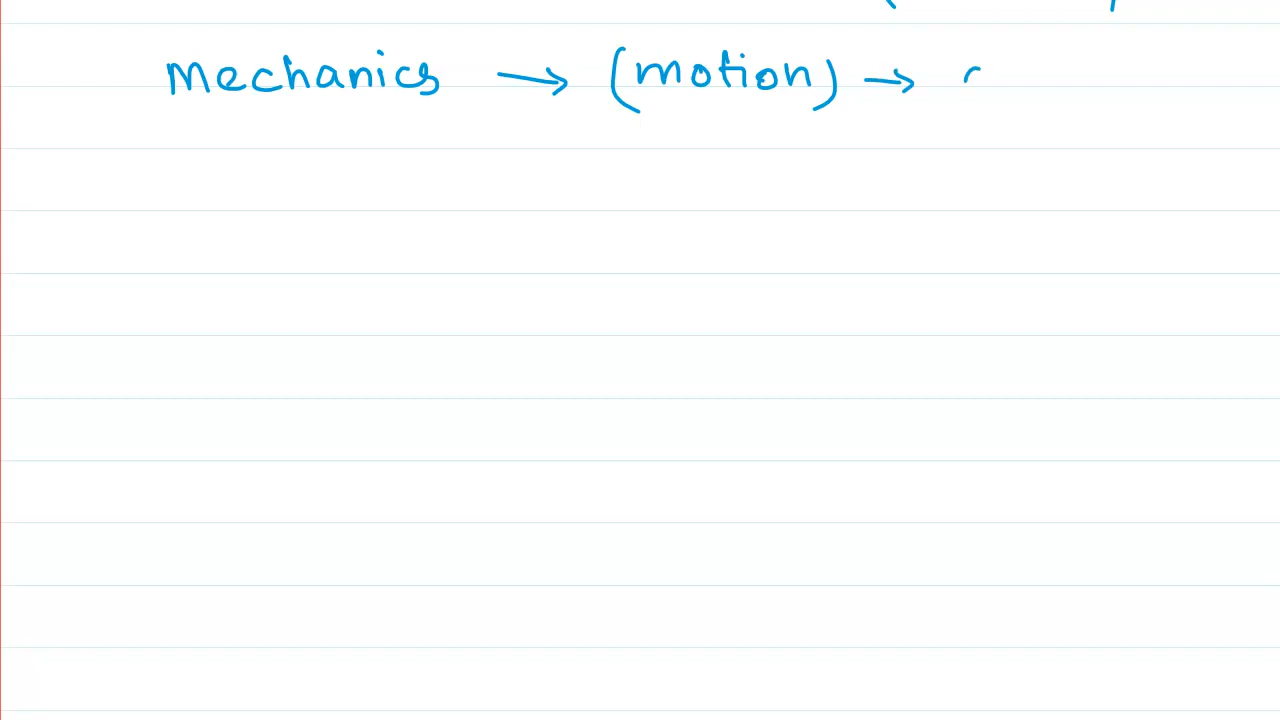 Mechanics → (motion) →